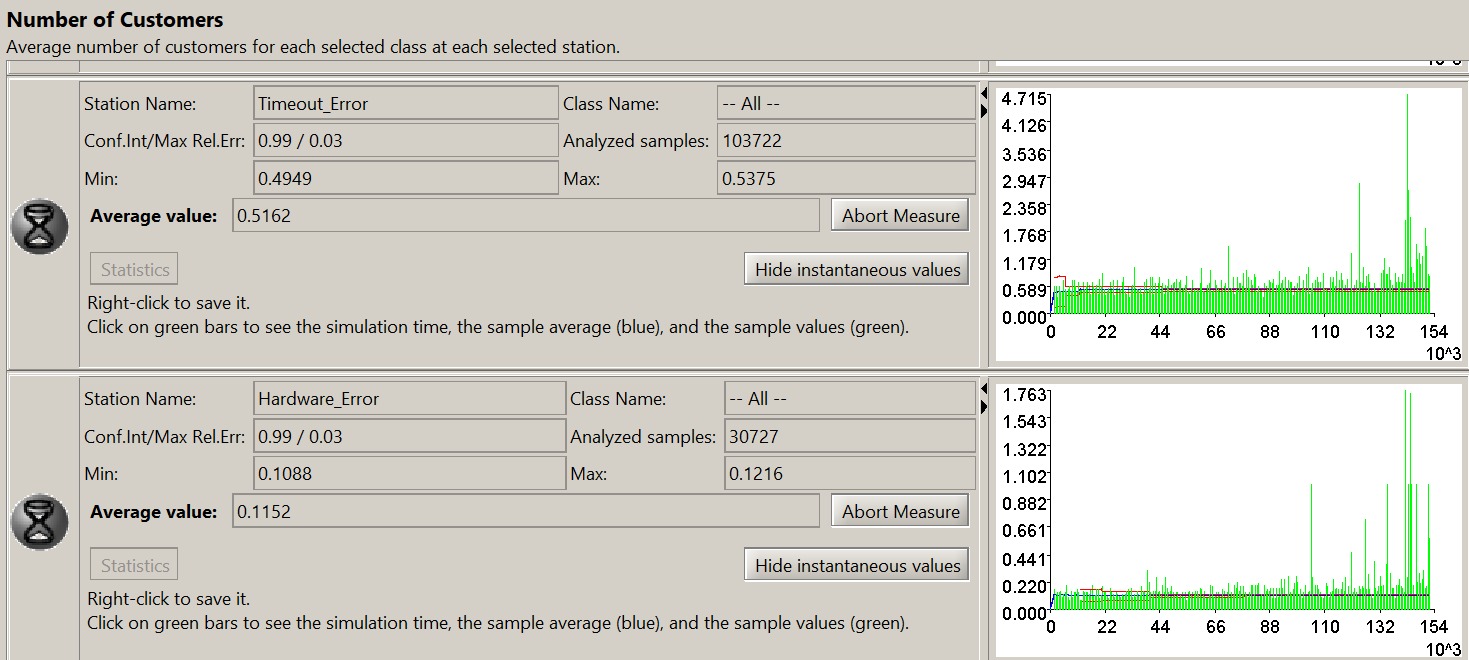 Number of Customers
Average number of customers for each selected class at each selected station.
Station Name: Timeout_Error Class Name: -- All --
Conf.Int/Max Rel.Err: 0.99 / 0.03 Analyzed samples: 103722
Min: 0.4949 Max: 0.5375
Average value: 0.5162 Abort Measure
Statistics Hide instantaneous values
Right-click to save it.
Click on green bars to see the simulation time, the sample average (blue), and the sample values (green).
4.715
4.126
3.536
2.947
2.358
1.768
1.179
0.589
0.000
0 22 44 66 88 110 132 154
10^3
Station Name: Hardware_Error Class Name: -- All --
Conf.Int/Max Rel.Err: 0.99 / 0.03 Analyzed samples: 30727
Min: 0.1088 Max: 0.1216
Average value: 0.1152 Abort Measure
Statistics Hide instantaneous values
Right-click to save it.
Click on green bars to see the simulation time, the sample average (blue), and the sample values (green).
1.763
1.543
1.322
1.102
0.882
0.661
0.441
0.220
0.000
0 22 44 66 88 110 132 154
10^3